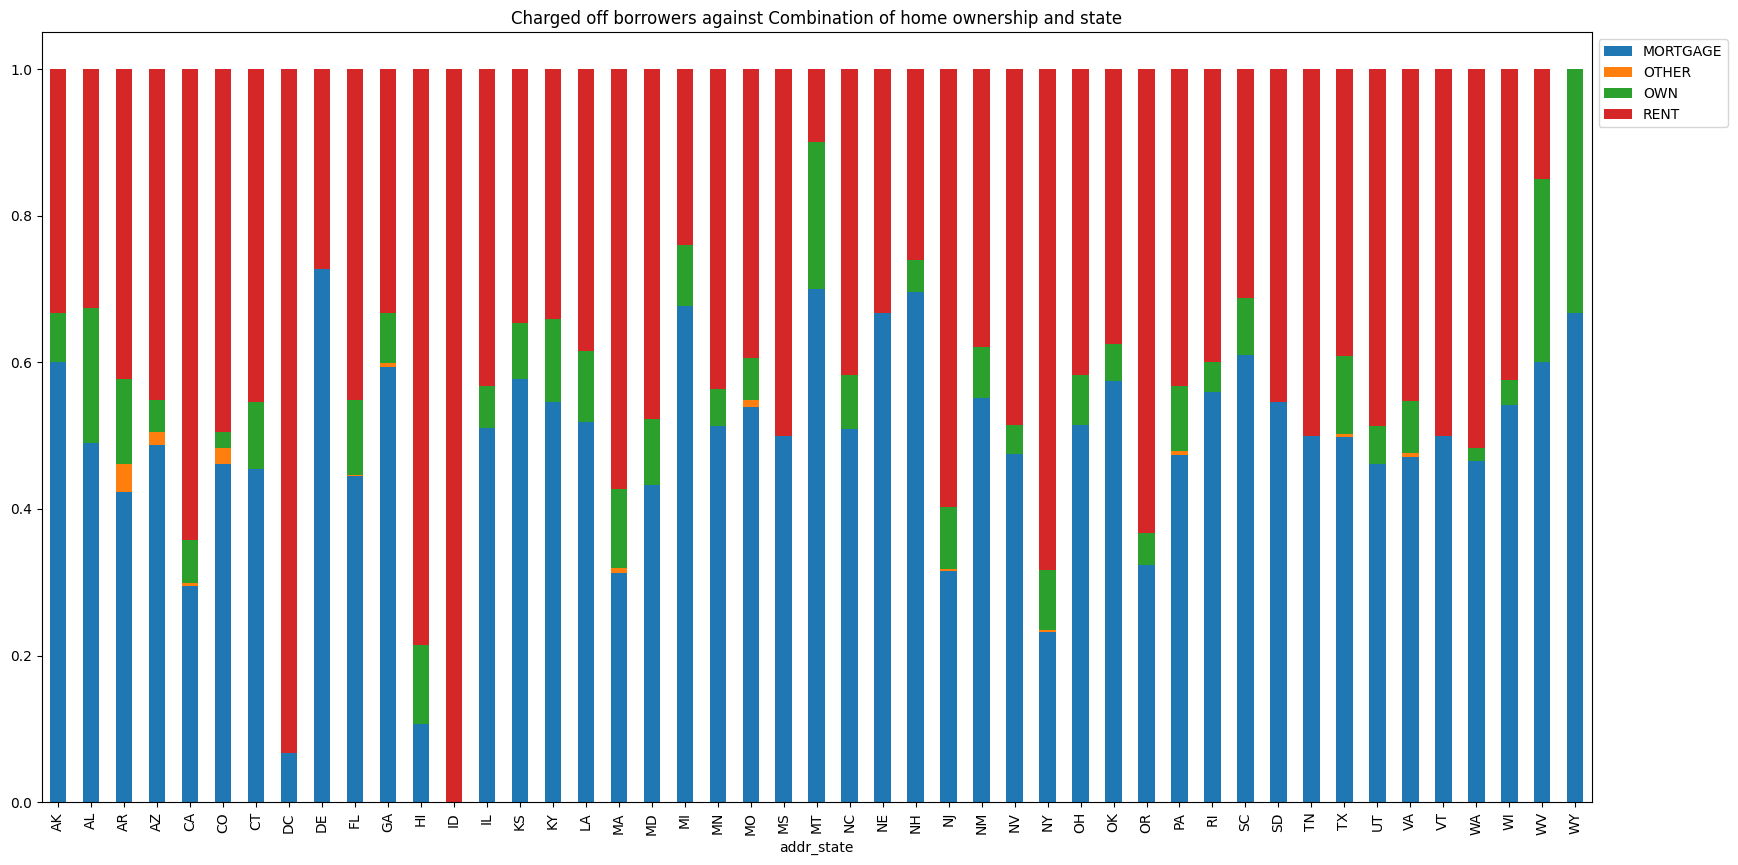 Charged off borrowers against Combination of home ownership and state
MORTGAGE
OTHER
OWN
RENT
1.0
0.8
0.6
0.4
0.2
0.0
AK AL AR AZ CA CO CT DC DE FL GA HI ID IL KS KY LA MA MD MI MN MO MS MT NC NE NH NJ NM NV NY OH OK OR PA RI SC SD TN TX UT VA VT WA WI WV WY
addr_state